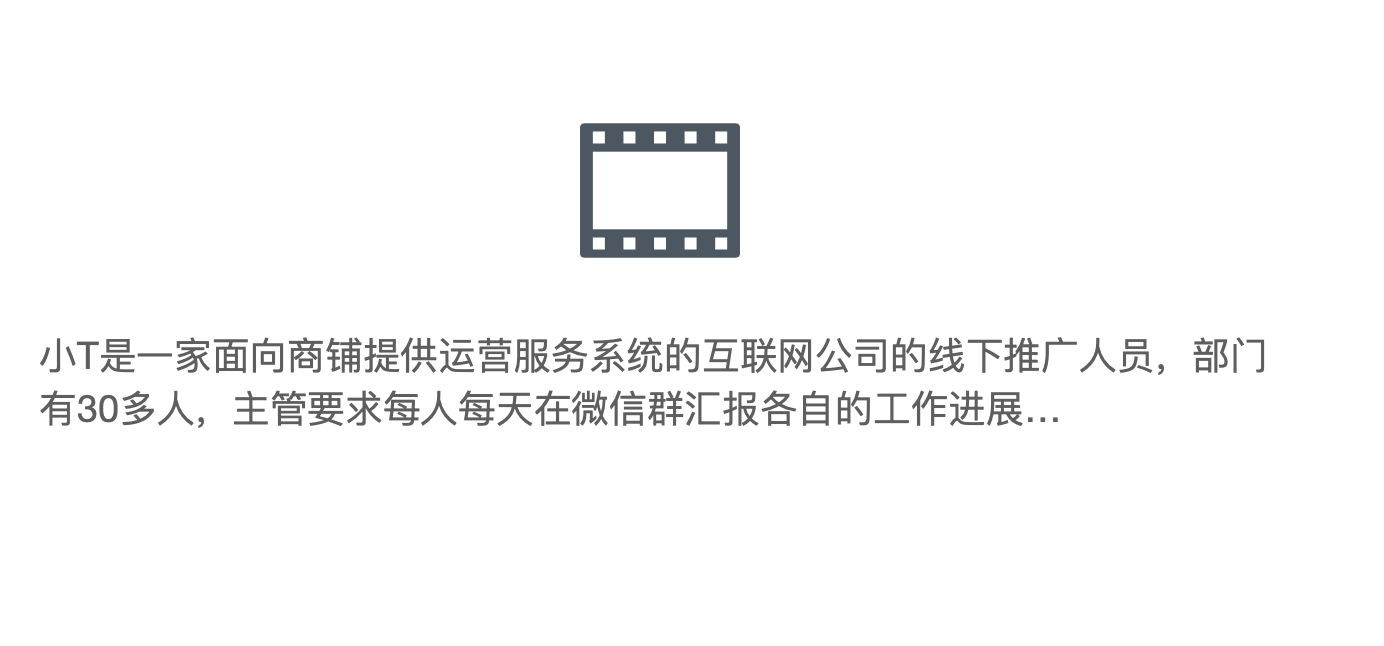 小T是一家面向商铺提供运营服务系统的互联网公司的线下推广人员，部门
有30多人，主管要求每人每天在微信群汇报各自的工作进展...